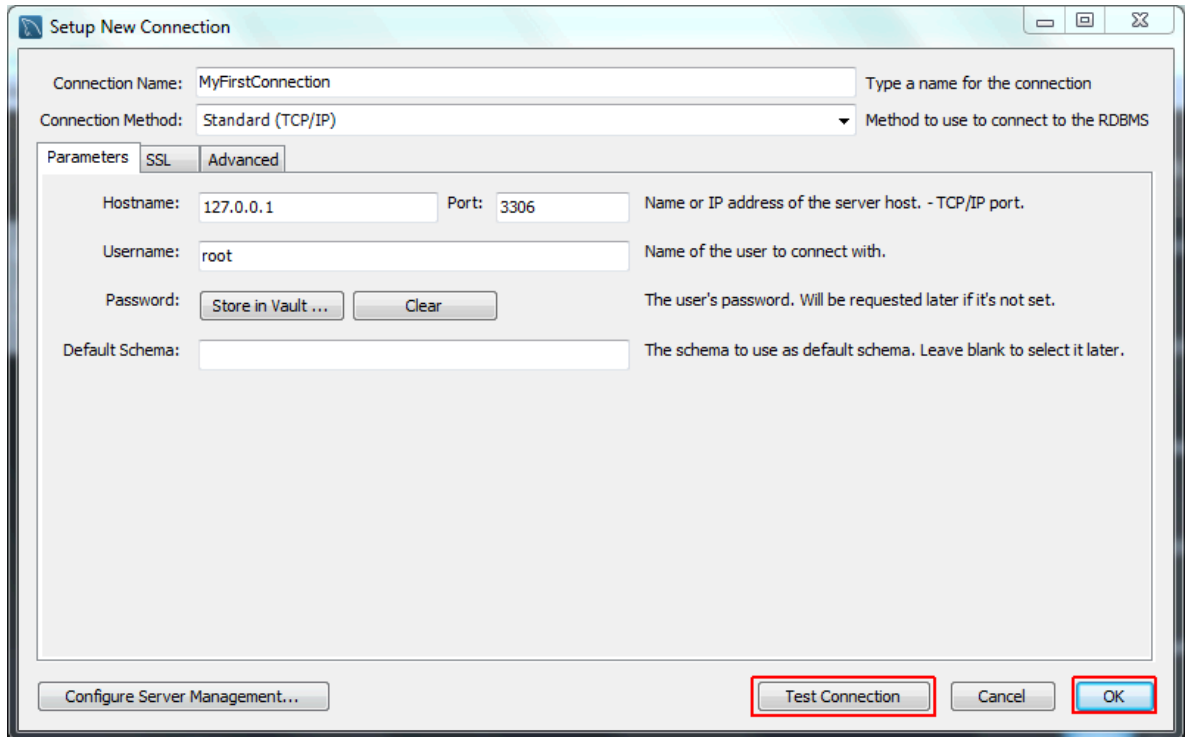 Setup New Connection
Connection Name: MyFirstConnection Type a name for the connection
Connection Method: Standard (TCP/IP) Method to use to connect to the RDBMS
Parameters SSL Advanced
Hostname: 127.0.0.1 Port: 3306 Name or IP address of the server host. - TCP/IP port.
Username: root Name of the user to connect with.
Password: Store in Vault ... Clear The user's password. Will be requested later if it's not set.
Default Schema: The schema to use as default schema. Leave blank to select it later.
Configure Server Management... Test Connection Cancel OK